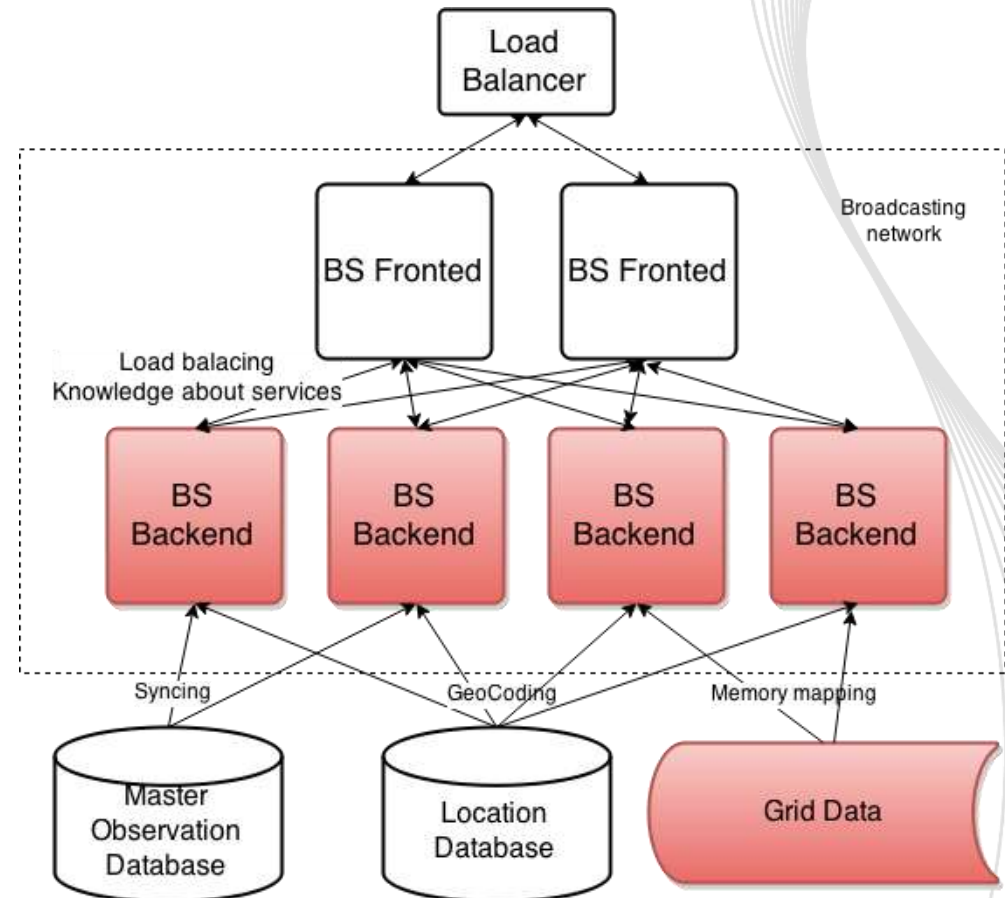 Load
Balancer
Broadcasting
network
BS Fronted
BS Fronted
Load balacing
Knowledge about services
BS
Backend
BS
Backend
BS
Backend
BS
Backend
Syncing
GeoCoding
Memory mapping
Master
Observation
Database
Location
Database
Grid Data